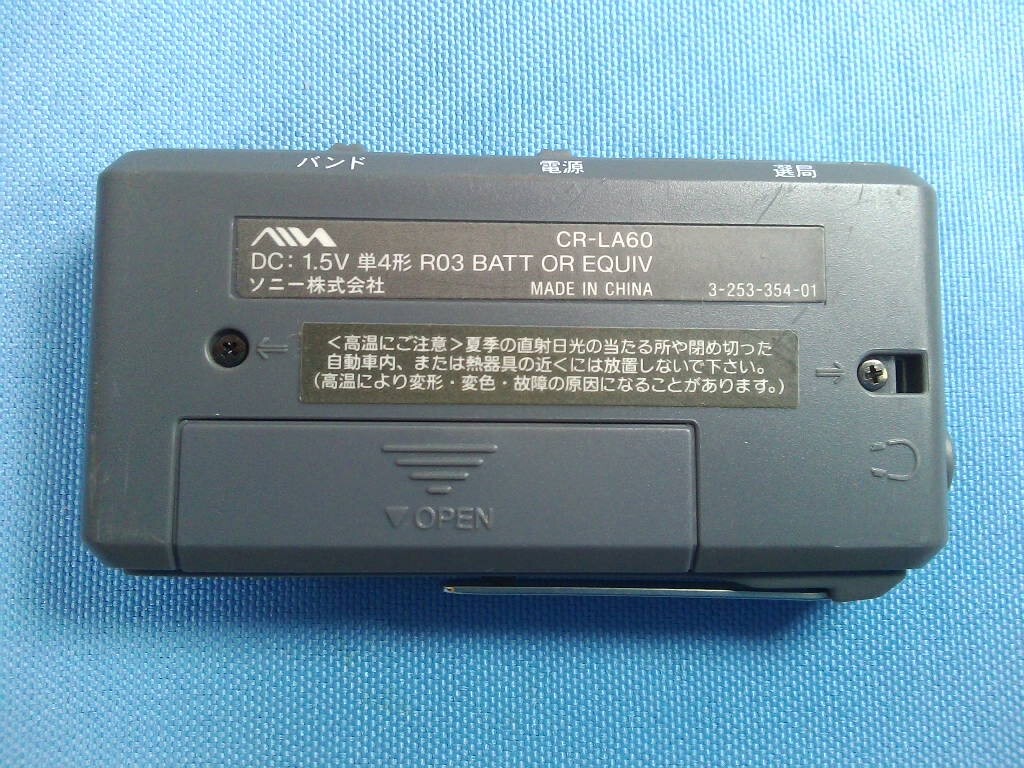 バンド 電源 選局
AIWA CR-LA60
DC: 1.5V 単4形 R03 BATT OR EQUIV
ソニー株式会社 MADE IN CHINA 3-253-354-01
<高温にご注意>夏季の直射日光の当たる所や閉め切った
自動車内、または熱器具の近くには放置しないで下さい。
(高温により変形・変色・故障の原因になることがあります。)
▽OPEN